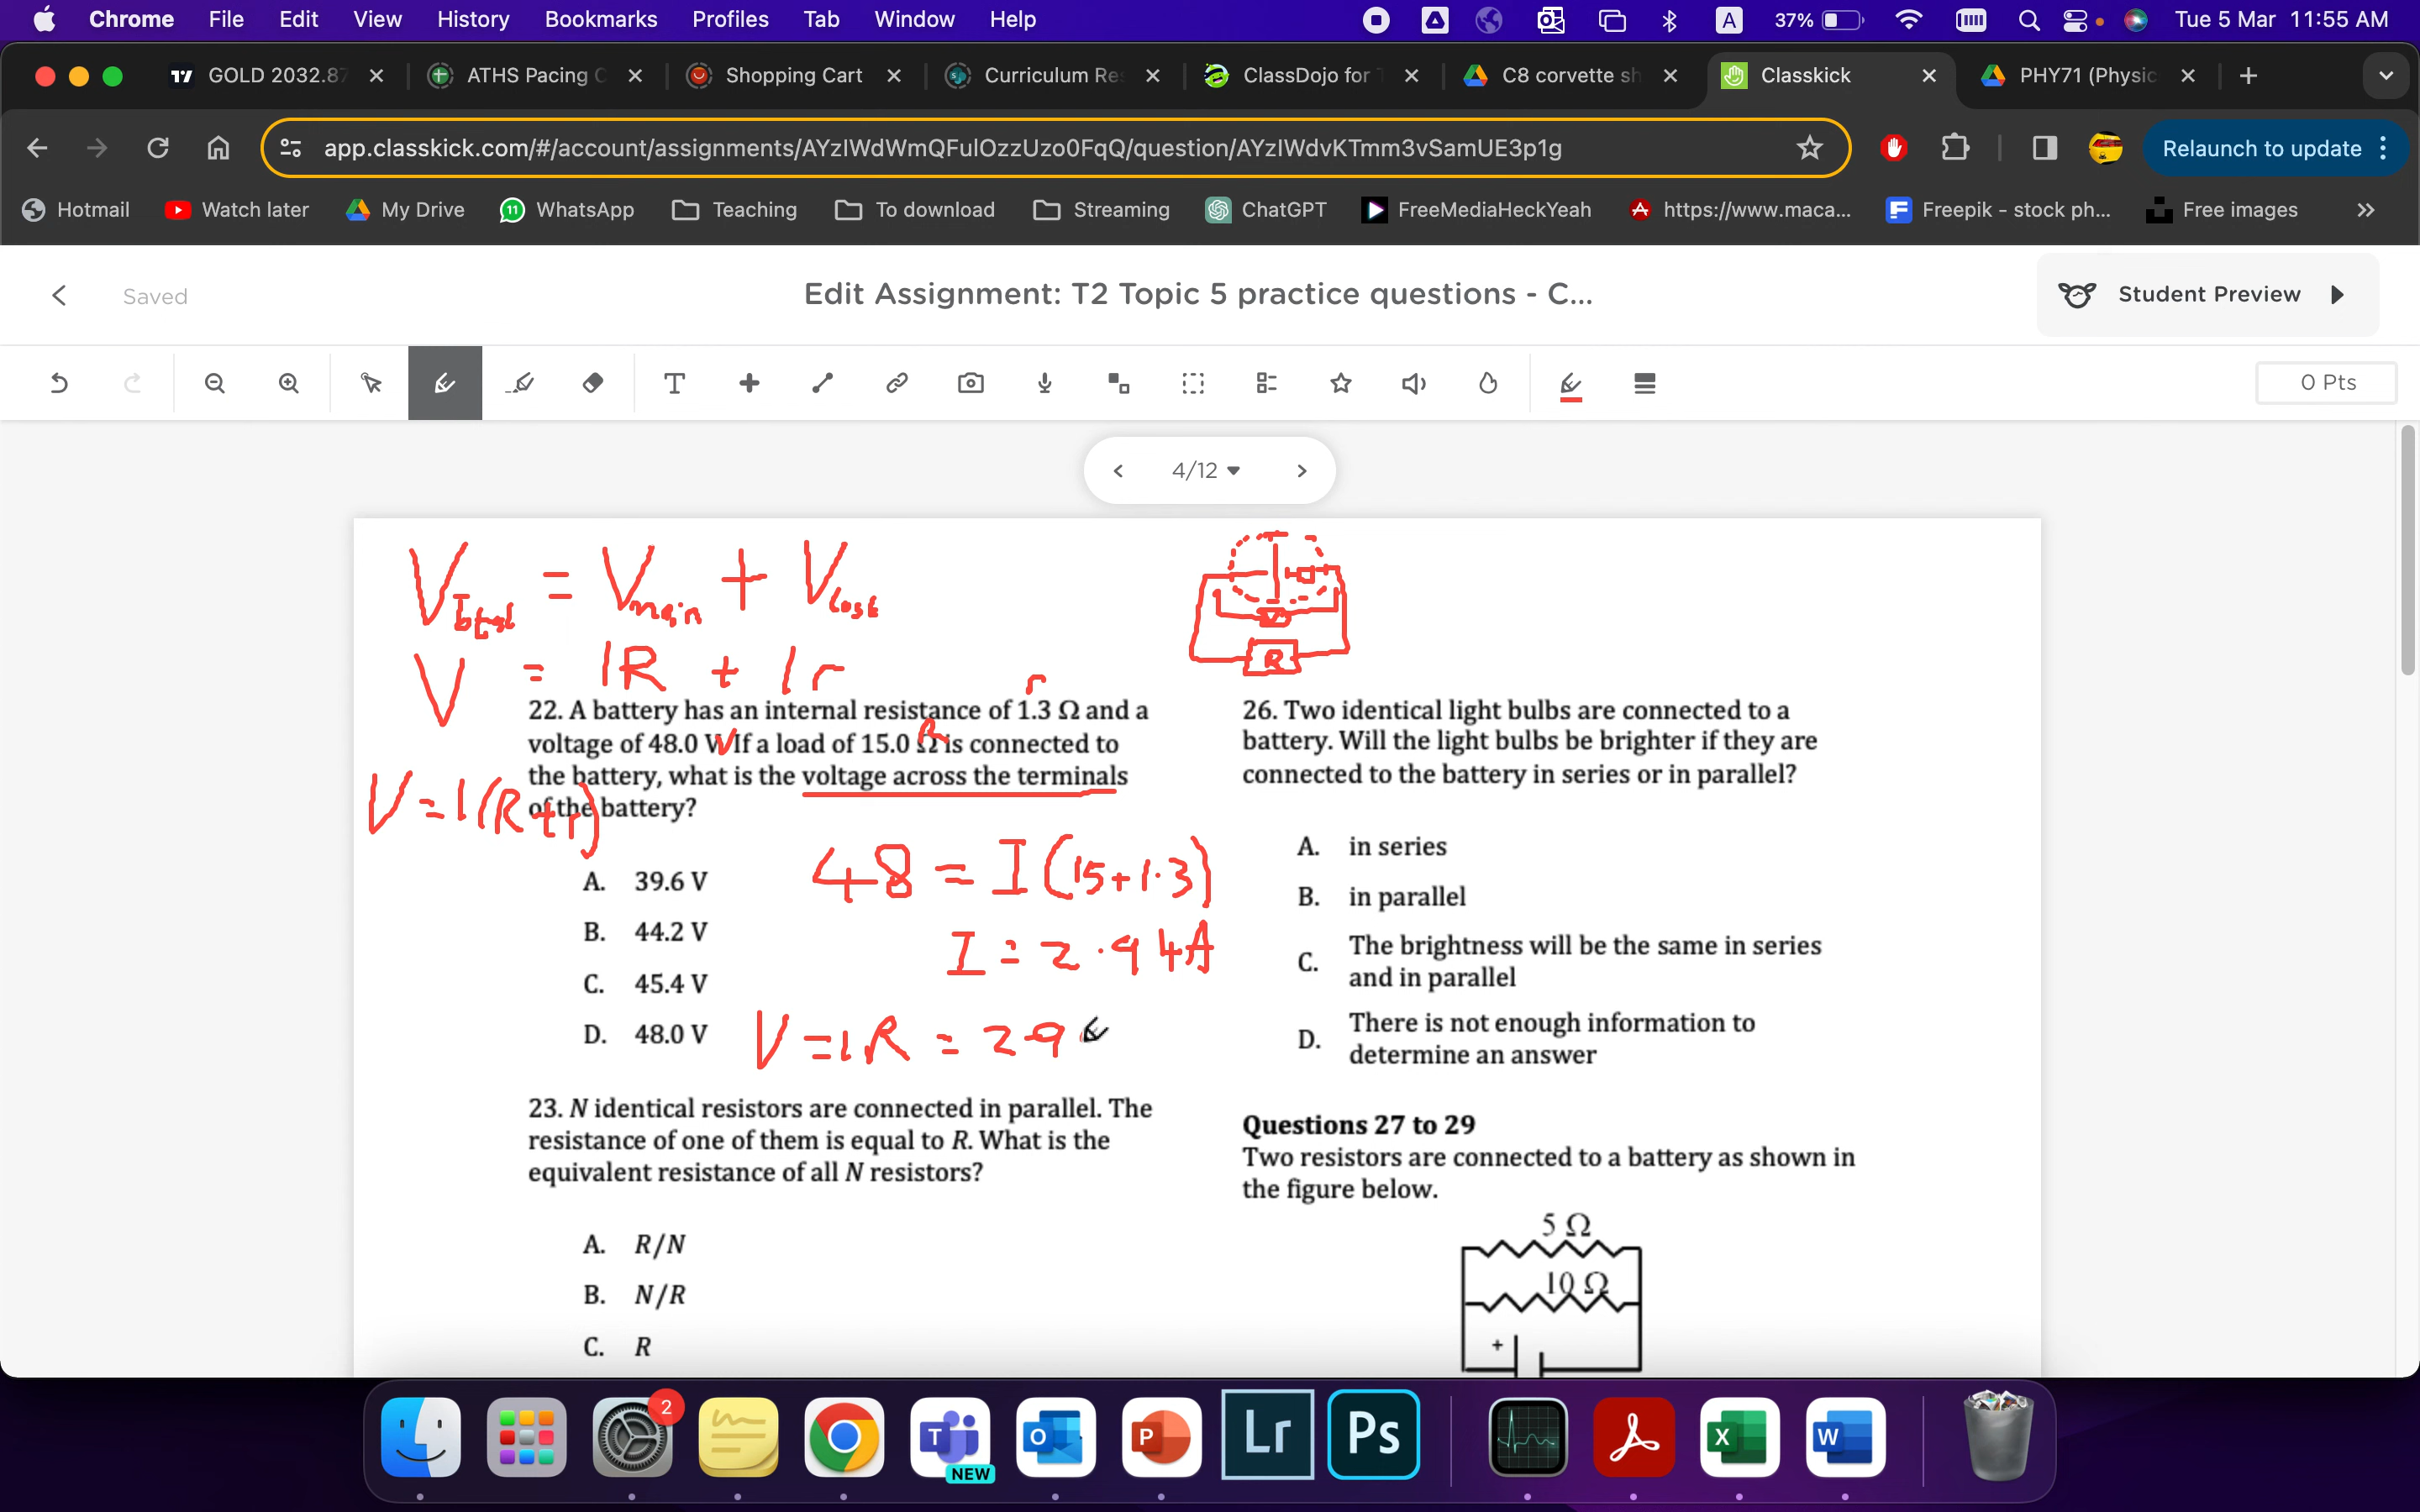 Chrome File Edit View History Bookmarks Profiles Tab Window Help A 37% Tue 5 Mar 11:55 AM
GOLD 2032.87 ATHS Pacing C Shopping Cart Curriculum Re ClassDojo for C8 corvette sh Classkick PHY71 (Physic
app.classkick.com/#/account/assignments/AYzIWdWmQFulOzzUzo0FqQ/question/AYzIWdvKTmm3vSamUE3p1g Relaunch to update
Hotmail Watch later My Drive 11 WhatsApp Teaching To download Streaming ChatGPT FreeMediaHeckYeah https://www.maca... Freepik - stock ph... Free images
Saved Edit Assignment: T2 Topic 5 practice questions - C... Student Preview
T 0 Pts
4/12
V Total = V main + V lost
V = IR + Ir
R
r
22. A battery has an internal resistance of 1.3 Ω and a
voltage of 48.0 V. If a load of 15.0 Ω is connected to
V R
the battery, what is the voltage across the terminals
of the battery?
V = I(R+r)
48 = I(15+1.3)
A. 39.6 V
B. 44.2 V
I = 2.94A
C. 45.4 V
D. 48.0 V
V = IR = 2.9
23. N identical resistors are connected in parallel. The
resistance of one of them is equal to R. What is the
equivalent resistance of all N resistors?
A. R/N
B. N/R
C. R
26. Two identical light bulbs are connected to a
battery. Will the light bulbs be brighter if they are
connected to the battery in series or in parallel?
A. in series
B. in parallel
C. The brightness will be the same in series
and in parallel
D. There is not enough information to
determine an answer
Questions 27 to 29
Two resistors are connected to a battery as shown in
the figure below.
5 Ω
10 Ω
+
2
T NEW O P Lr Ps X W